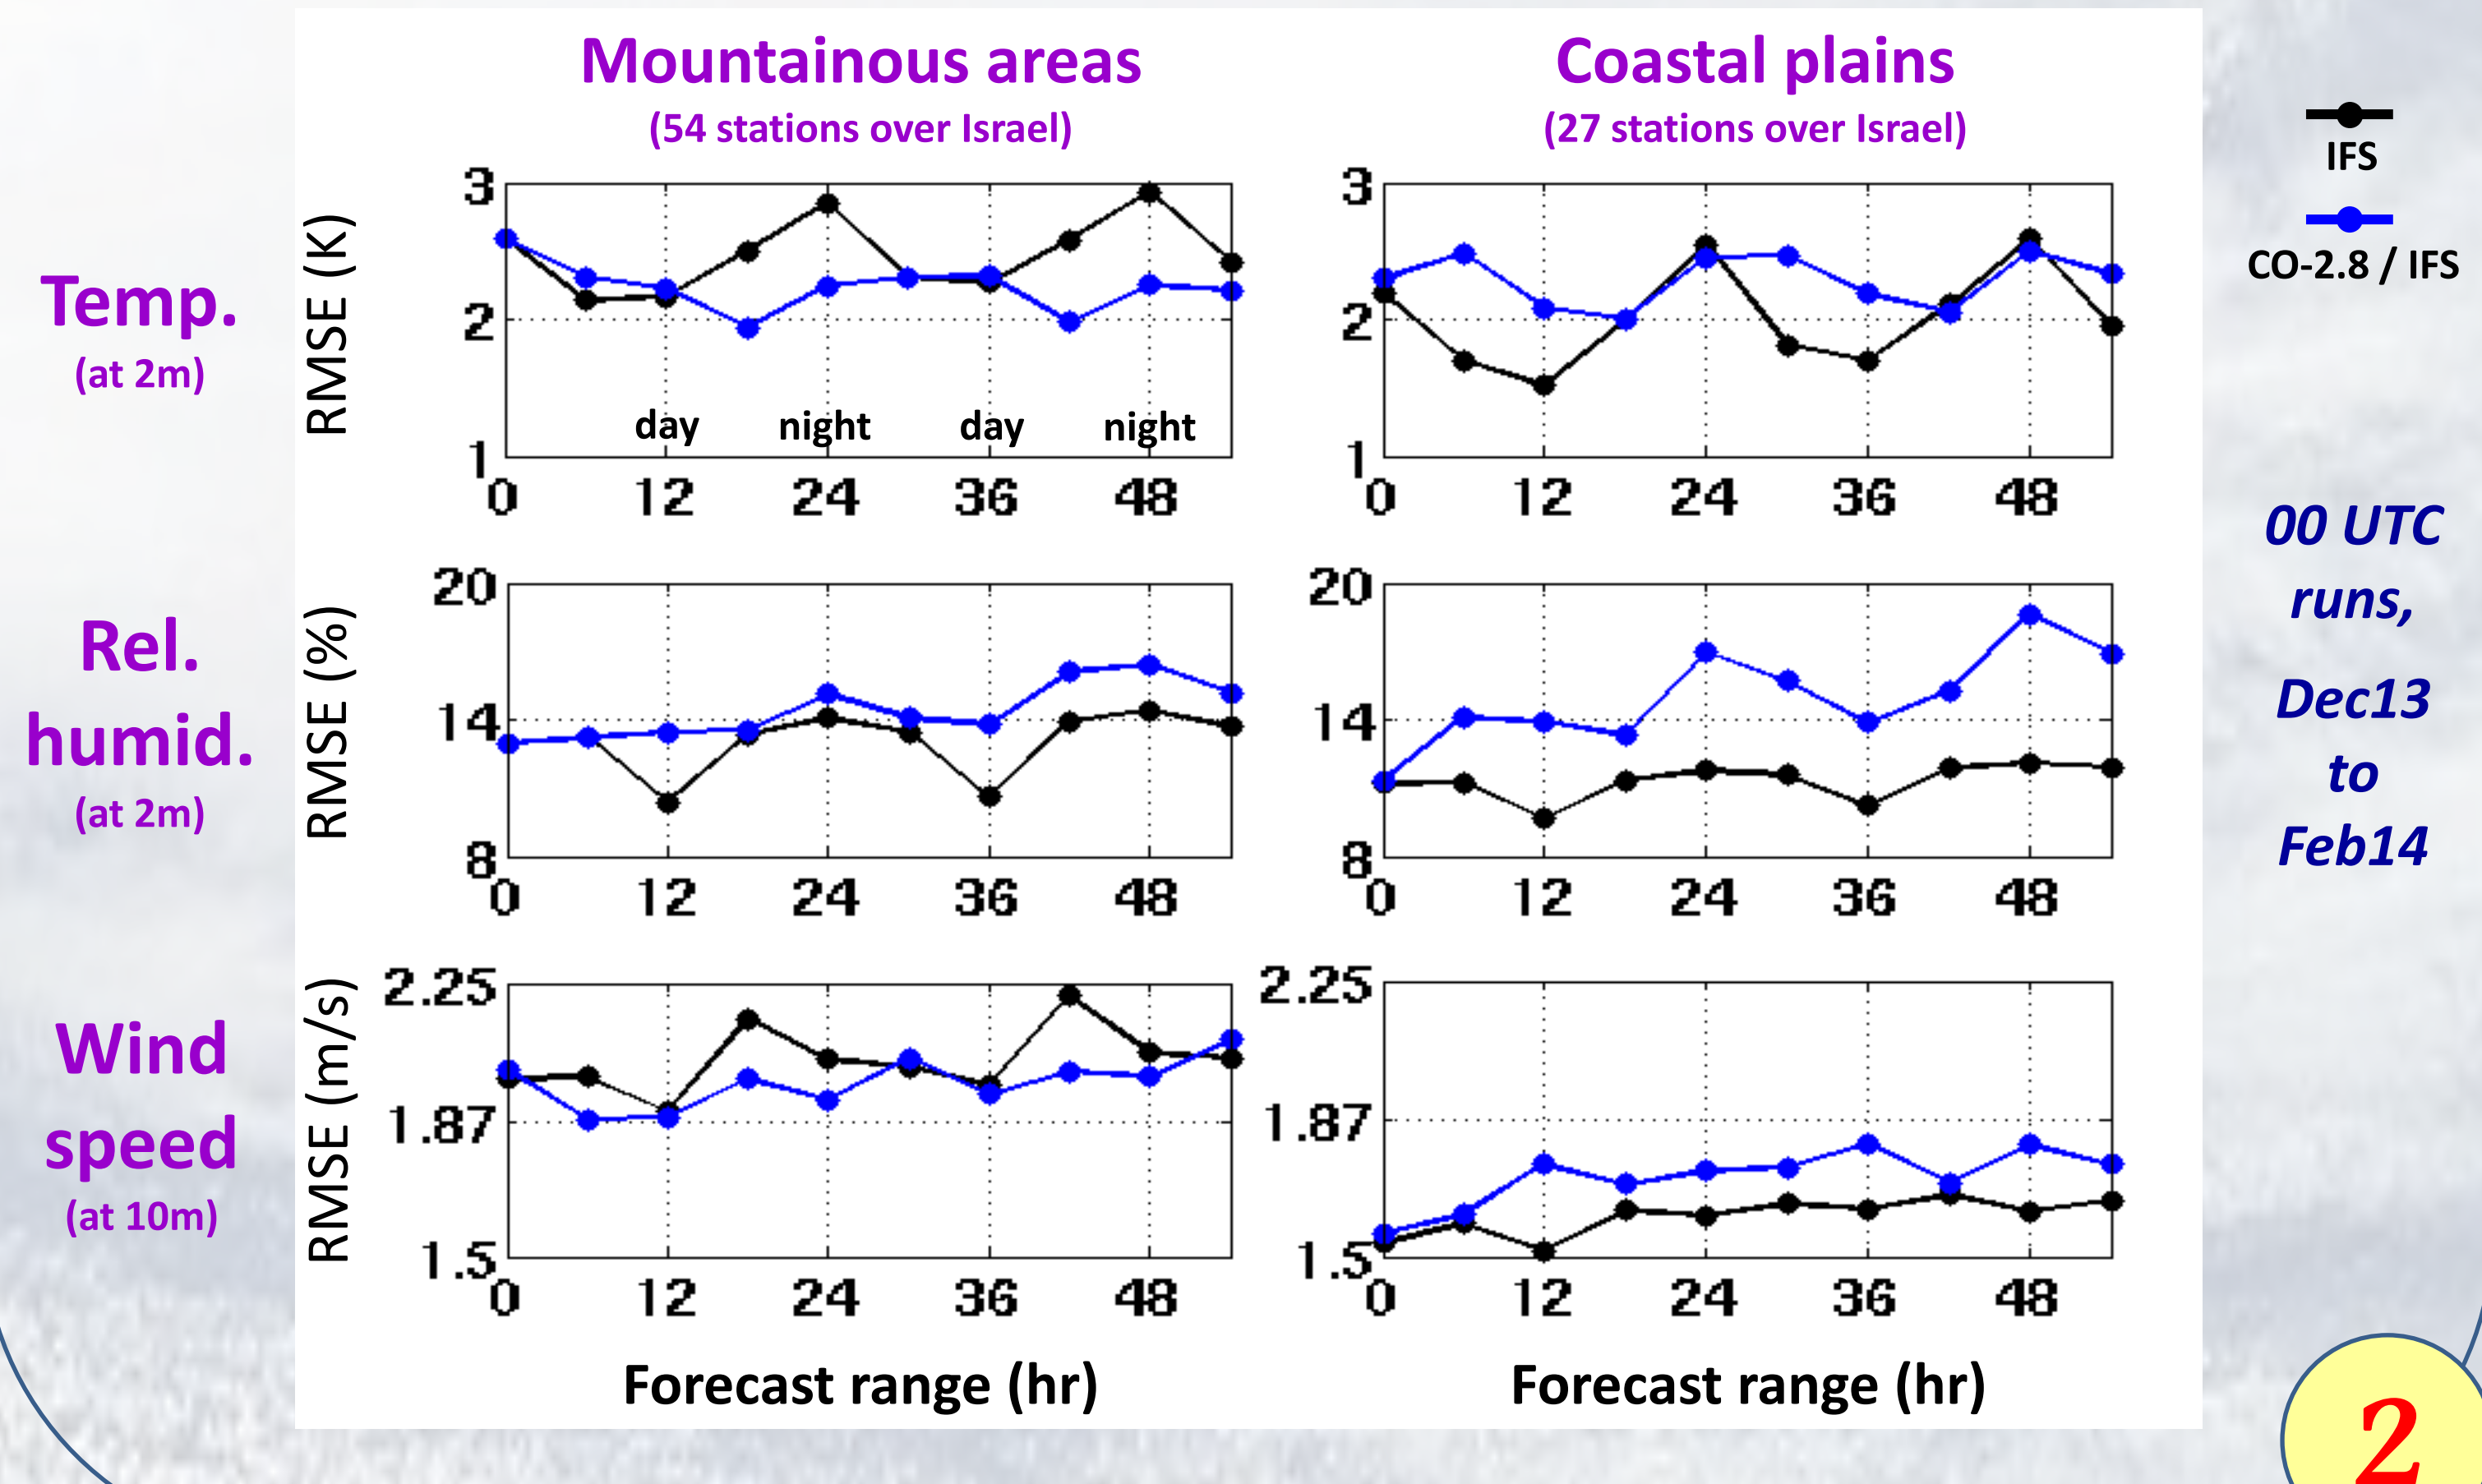 Mountainous areas
(54 stations over Israel)
Coastal plains
(27 stations over Israel)
IFS
CO-2.8 / IFS
Temp.
(at 2m)
RMSE (K)
3
2
1
day
night
day
night
0 12 24 36 48
3
2
1
0 12 24 36 48
Rel.
humid.
(at 2m)
RMSE (%)
20
14
8
0 12 24 36 48
20
14
8
0 12 24 36 48
00 UTC
runs,
Dec13
to
Feb14
Wind
speed
(at 10m)
RMSE (m/s)
2.25
1.87
1.5
0 12 24 36 48
2.25
1.87
1.5
0 12 24 36 48
Forecast range (hr)
Forecast range (hr)
2